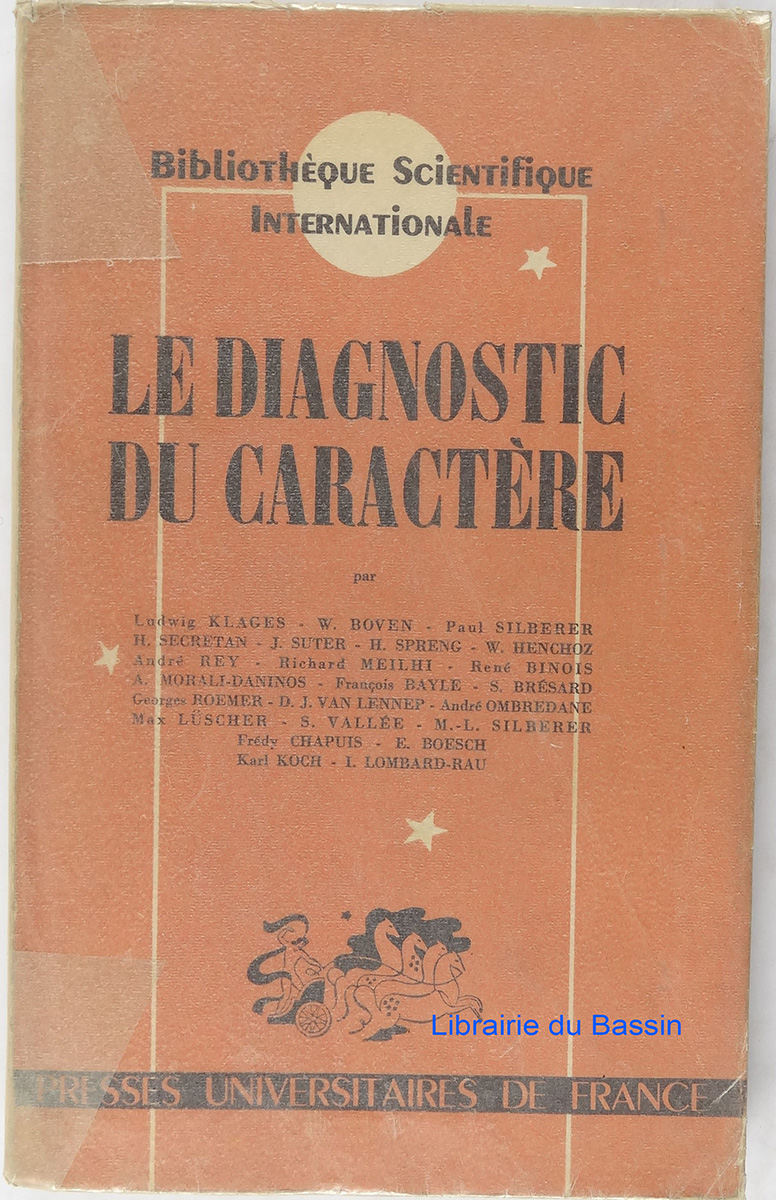 Bibliothèque Scientifique
Internationale
LE DIAGNOSTIC
DU CARACTÈRE
par
Ludwig KLAGES - W. BOVEN - Paul SILBERER
H. SECRETAN - J. SUTER - H. SPRENG - W. HENCHOZ
André REY - Richard MEILHI - René BINOIS
A. MORALI-DANINOS - François BAYLE - S. BRÉSARD
Georges ROEMER - D. J. VAN LENNEP - André OMBREDANE
Max LÜSCHER - S. VALLÉE - M.-L. SILBERER
Frédy CHAPUIS - E. BOESCH
Karl KOCH - I. LOMBARD-RAU
Librairie du Bassin
PRESSES UNIVERSITAIRES DE FRANCE